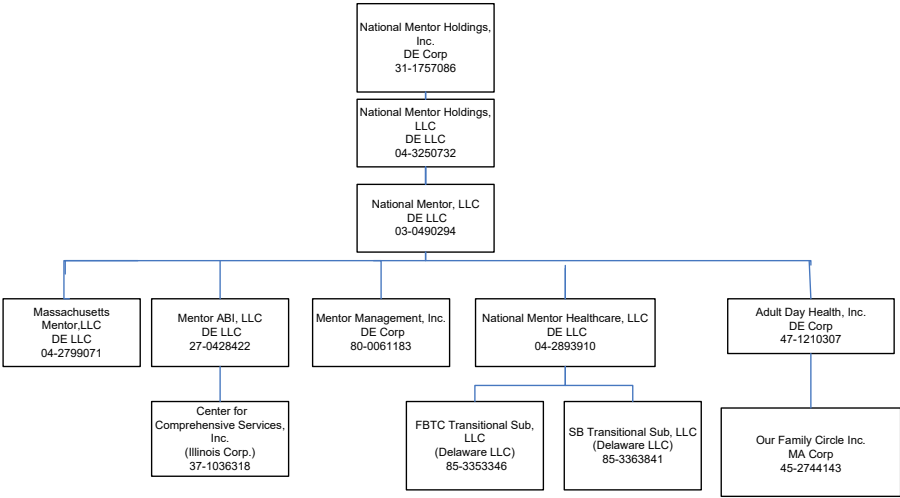 National Mentor Holdings,
Inc.
DE Corp
31-1757086
National Mentor Holdings,
LLC
DE LLC
04-3250732
National Mentor, LLC
DE LLC
03-0490294
Massachusetts
Mentor,LLC
DE LLC
04-2799071
Mentor ABI, LLC
DE LLC
27-0428422
Mentor Management, Inc.
DE Corp
80-0061183
National Mentor Healthcare, LLC
DE LLC
04-2893910
Adult Day Health, Inc.
DE Corp
47-1210307
Center for
Comprehensive Services,
Inc.
(Illinois Corp.)
37-1036318
FBTC Transitional Sub,
LLC
(Delaware LLC)
85-3353346
SB Transitional Sub, LLC
(Delaware LLC)
85-3363841
Our Family Circle Inc.
MA Corp
45-2744143